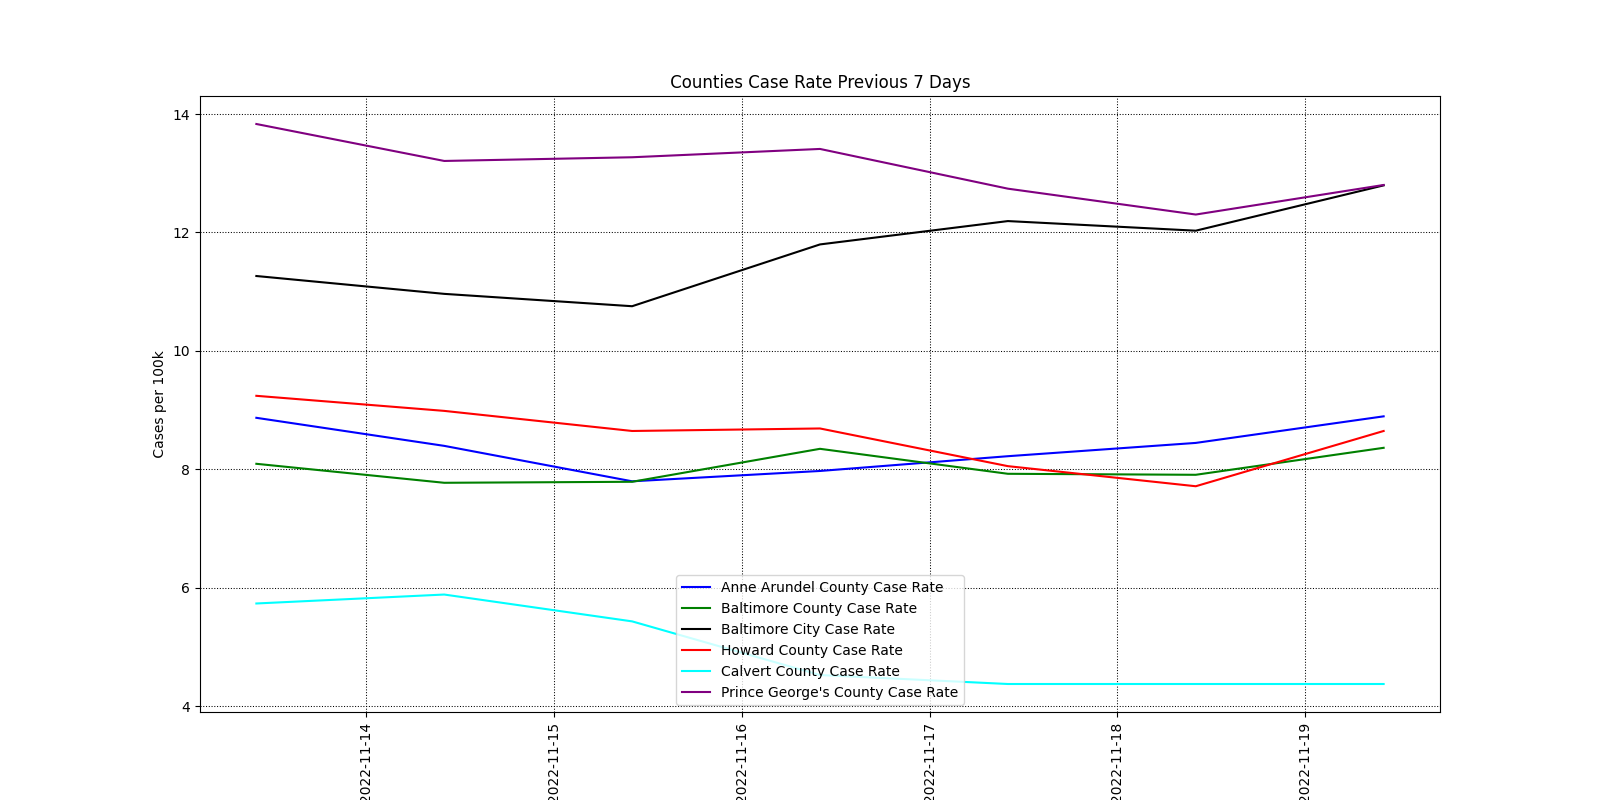 Counties Case Rate Previous 7 Days
14
12
10
8
6
4
Cases per 100k
Anne Arundel County Case Rate
Baltimore County Case Rate
Baltimore City Case Rate
Howard County Case Rate
Calvert County Case Rate
Prince George's County Case Rate
2022-11-14
2022-11-15
2022-11-16
2022-11-17
2022-11-18
2022-11-19